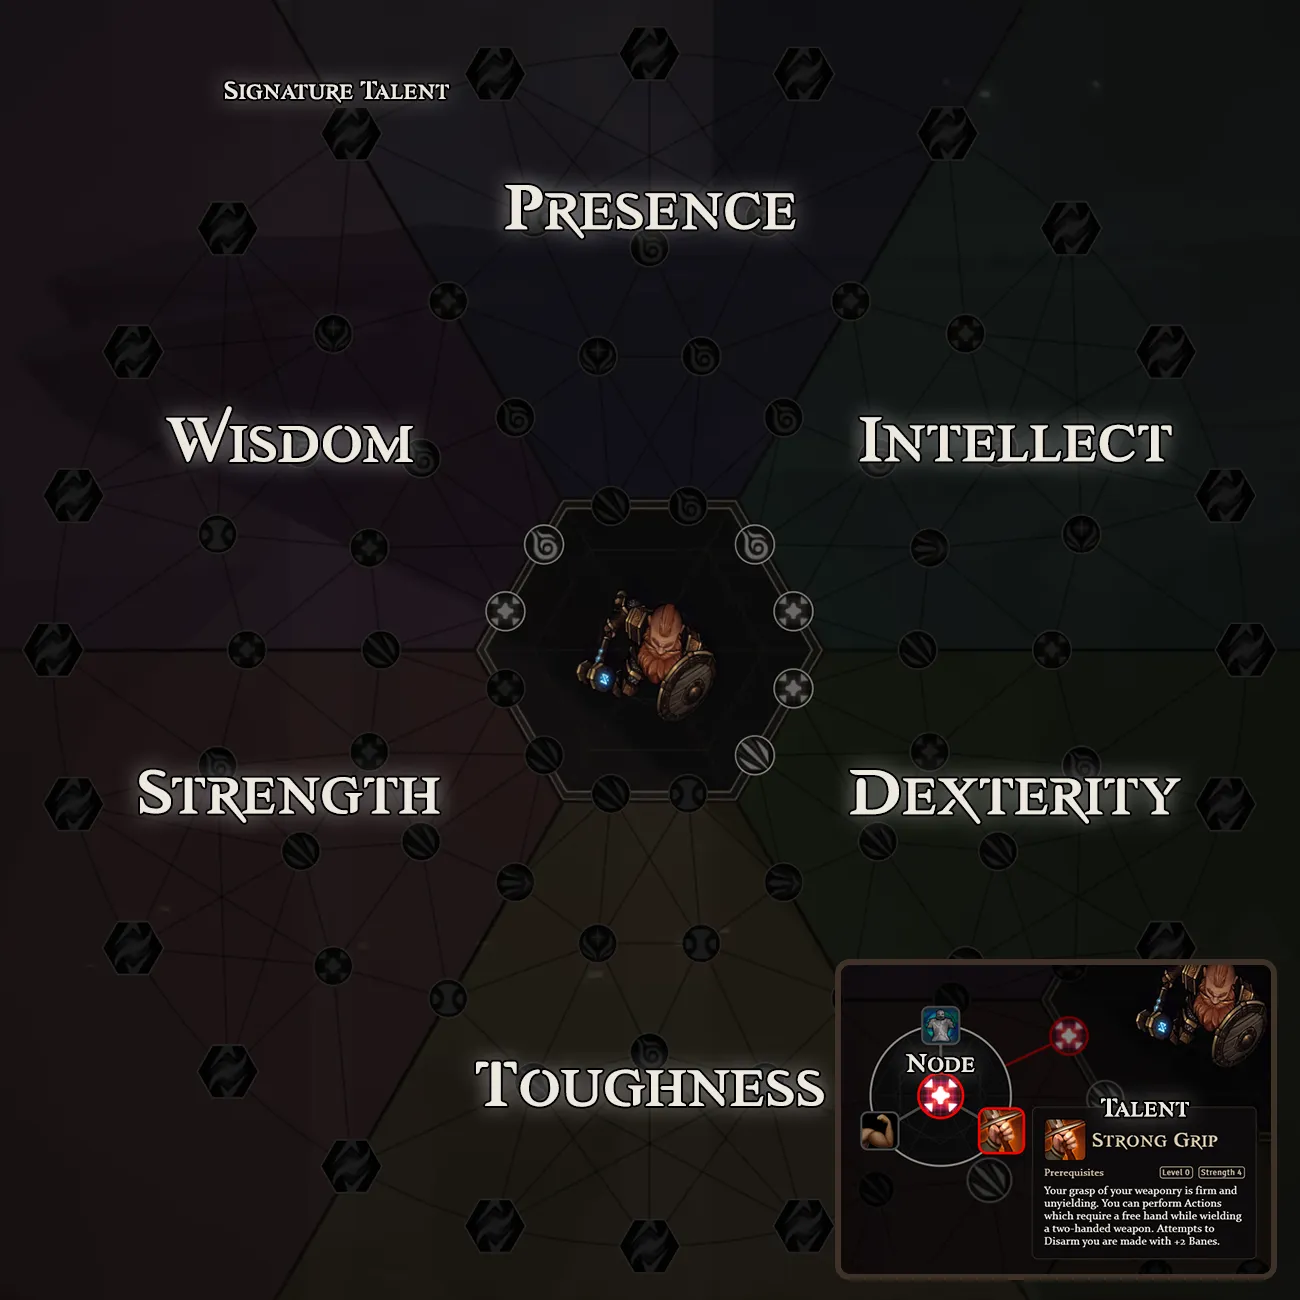 Signature Talent
Presence
Wisdom
Intellect
Strength
Dexterity
Toughness
Node
Talent
Strong Grip
Prerequisites Level 0 Strength 4
Your grasp of your weaponry is firm and
unyielding. You can perform Actions
which require a free hand while wielding
a two-handed weapon. Attempts to
Disarm you are made with +2 Banes.